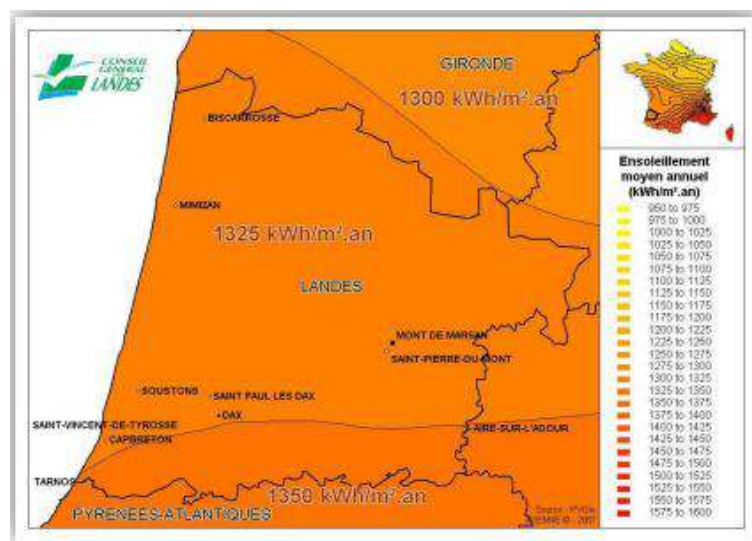 CONSEIL
GENERAL
LANDES
GIRONDE
1300 kWh/m².an
BISCARROSSE
MIMIZAN
1325 kWh/m².an
LANDES
MONT DE MARSAN
SAINT-PIERRE-DU-MONT
SOUSTONS
SAINT PAUL LES DAX
DAX
SAINT-VINCENT-DE-TYROSSE
CAPBRETON
AIRE-SUR-L'ADOUR
TARNOS
1350 kWh/m².an
PYRENEES-ATLANTIQUES
Ensoleillement
moyen annuel
(kWh/m².an)
950 to 975
975 to 1000
1000 to 1025
1025 to 1050
1050 to 1075
1075 to 1100
1100 to 1125
1125 to 1150
1150 to 1175
1175 to 1200
1200 to 1225
1225 to 1250
1250 to 1275
1275 to 1300
1300 to 1325
1325 to 1350
1350 to 1375
1375 to 1400
1400 to 1425
1425 to 1450
1450 to 1475
1475 to 1500
1500 to 1525
1525 to 1550
1550 to 1575
1575 to 1600